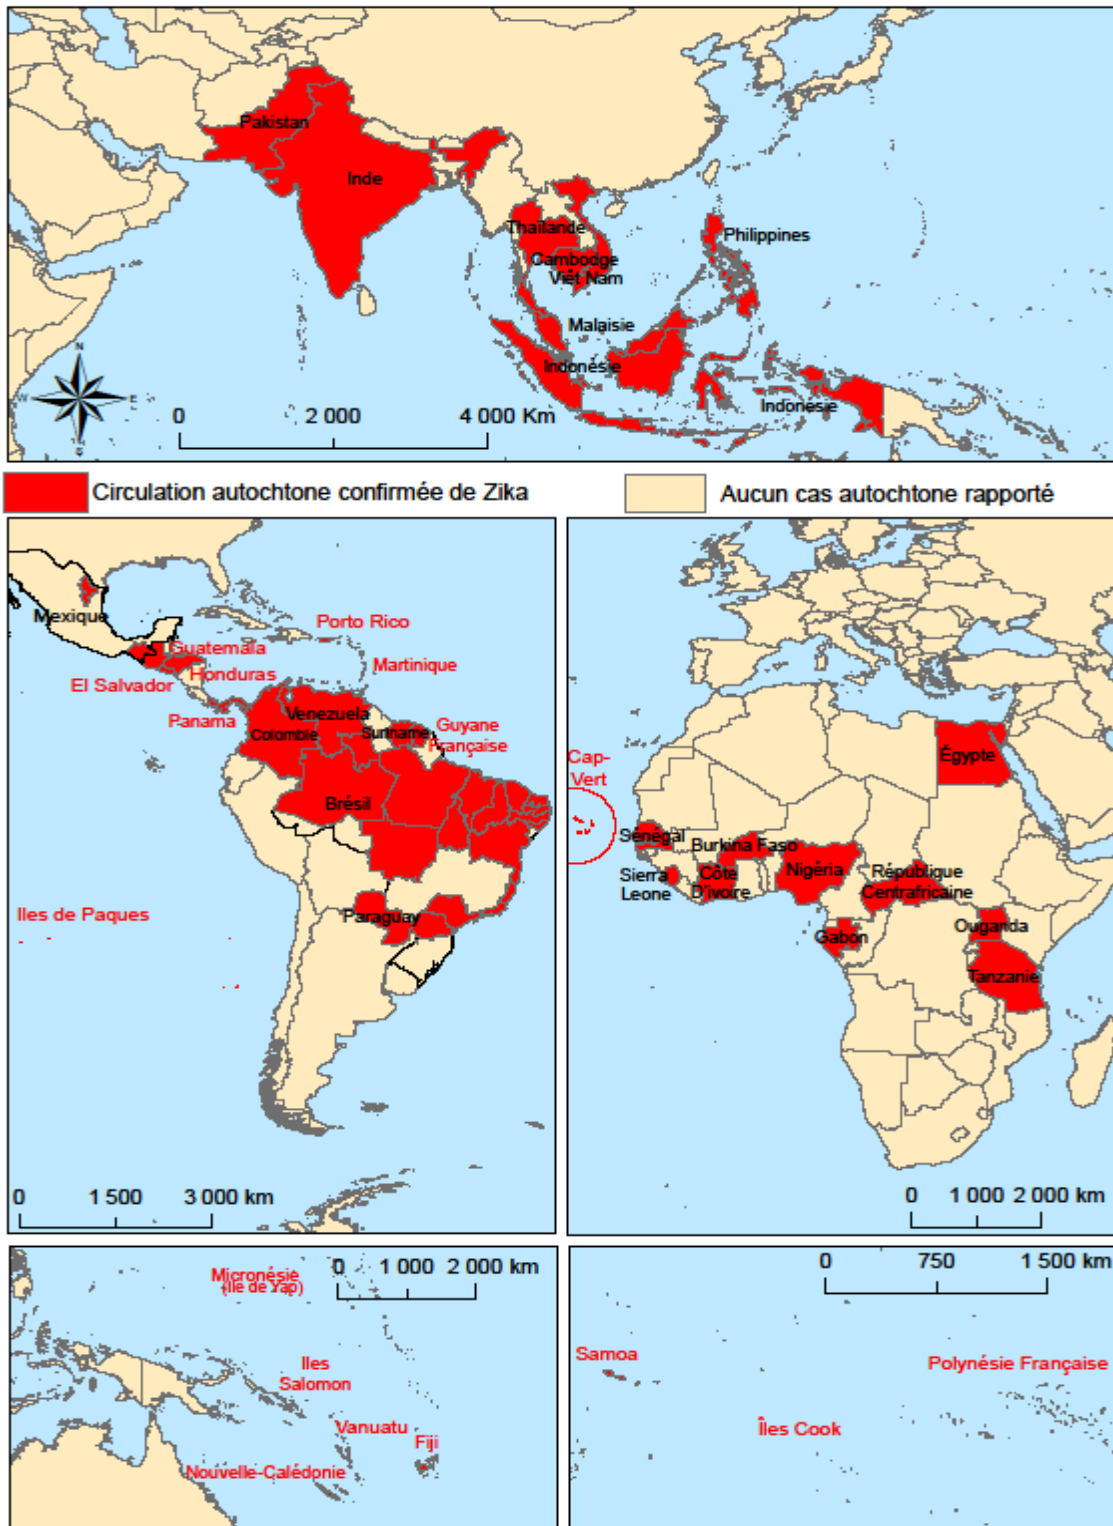 Pakistan
Inde
Thaïlande
Cambodge
Viêt Nam
Philippines
Malaisie
Indonésie
Indonésie
N
W
E
S
0 2 000 4 000 Km
Circulation autochtone confirmée de Zika
Aucun cas autochtone rapporté
Mexique
Porto Rico
Guatemala
Martinique
Honduras
El Salvador
Panama
Venezuela
Colombie
Suriname
Guyane
Française
Brésil
Iles de Paques
Paraguay
0 1 500 3 000 km
Égypte
Cap-
Vert
Sénégal
Burkina Faso
Sierra
Leone
Côte
D'ivoire
Nigéria
République
Centrafricaine
Gabon
Ouganda
Tanzanie
0 1 000 2 000 km
Micronésie
(Ile de Yap)
0 1 000 2 000 km
Iles
Salomon
Vanuatu
Fiji
Nouvelle-Calédonie
0 750 1 500 km
Samoa
Polynésie Française
Îles Cook